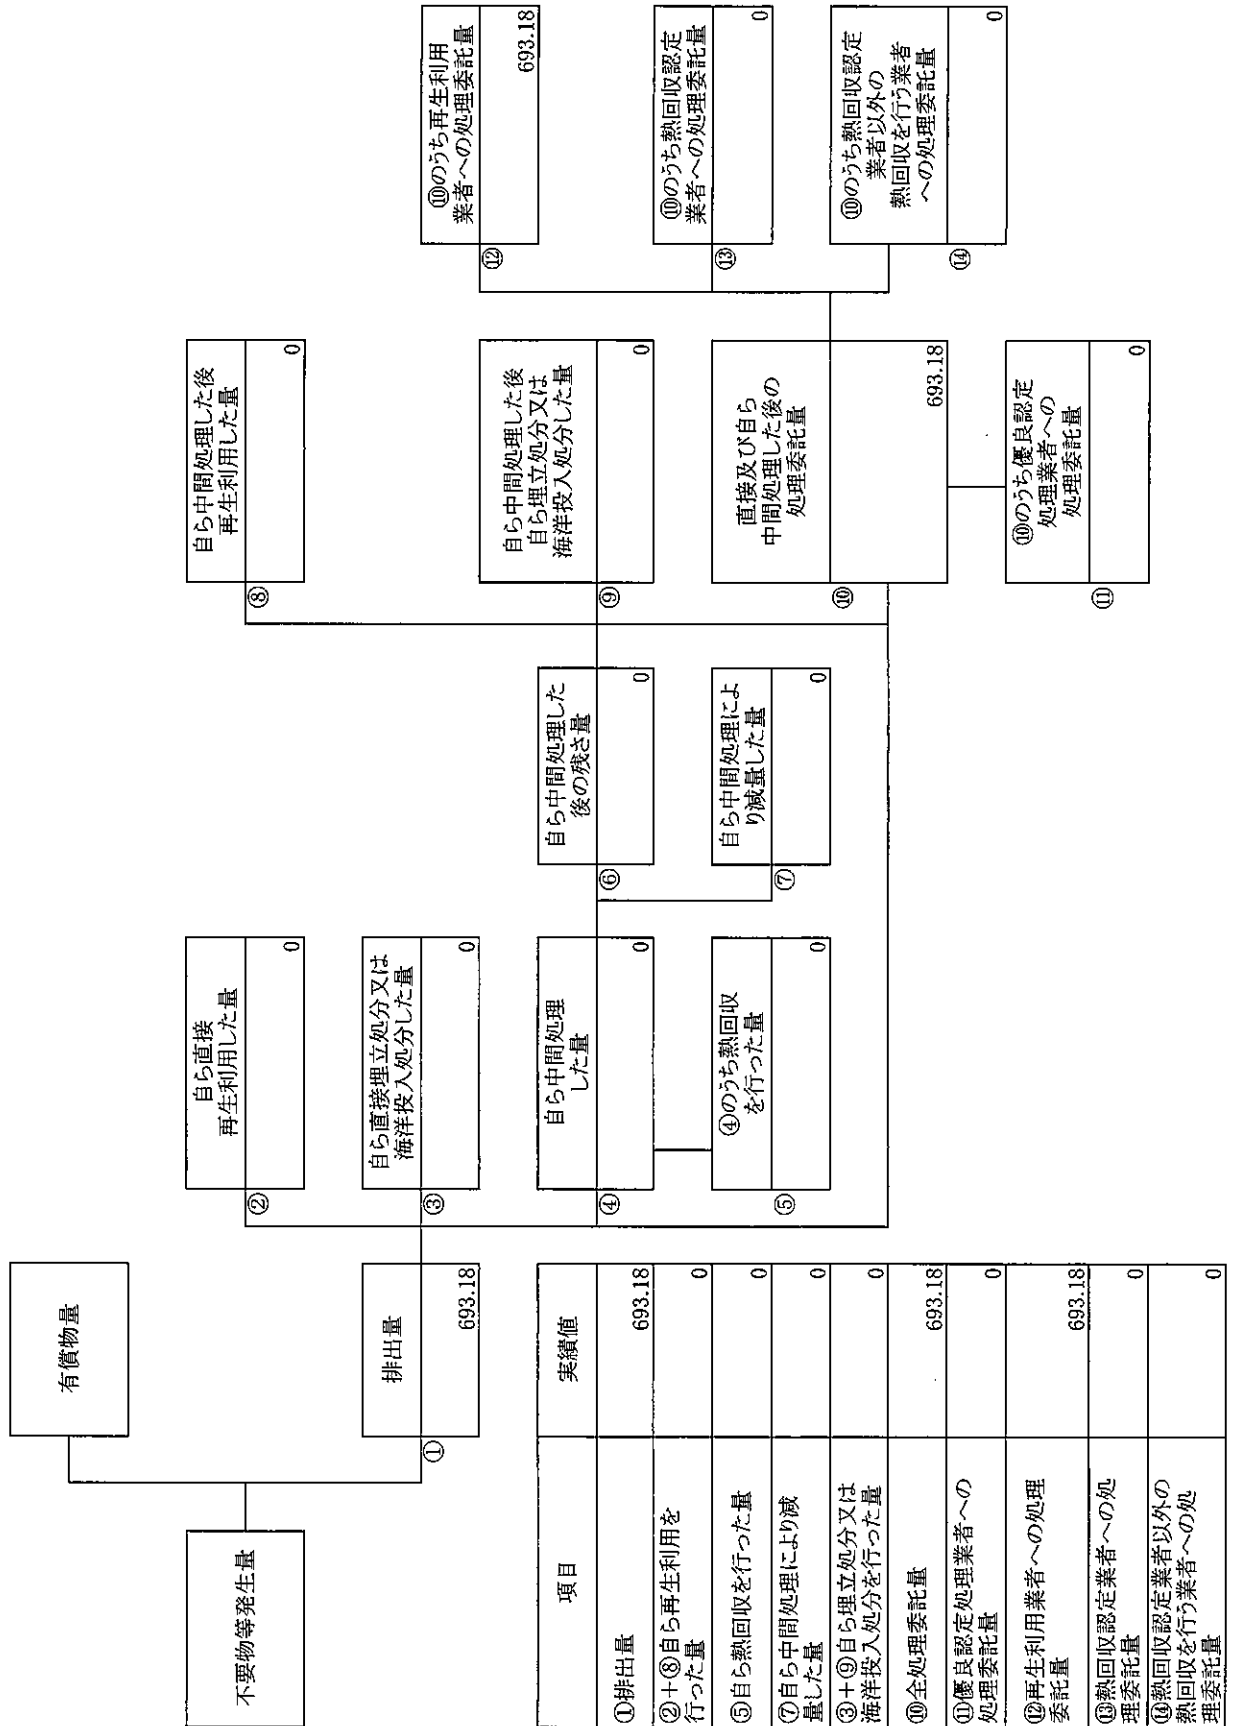 不要物等発生量
有償物量
①
排出量
693.18
②
自ら直接
再生利用した量
0
③
自ら直接埋立処分又は
海洋投入処分した量
0
④
自ら中間処理
した量
0
⑤
④のうち熱回収
を行った量
0
⑥
自ら中間処理した
後の残さ量
0
⑦
自ら中間処理によ
り減量した量
0
⑧
自ら中間処理した後
再生利用した量
0
⑨
自ら中間処理した後
自ら埋立処分又は
海洋投入処分した量
0
⑩
直接及び自ら
中間処理した後の
処理委託量
693.18
⑪
⑩のうち優良認定
処理業者への
処理委託量
0
⑫
⑩のうち再生利用
業者への処理委託量
693.18
⑬
⑩のうち熱回収認定
業者への処理委託量
0
⑭
⑩のうち熱回収認定
業者以外の
熱回収を行う業者
への処理委託量
0
項目
実績値
①排出量
693.18
②+⑧自ら再生利用を
行った量
0
⑤自ら熱回収を行った量
0
⑦自ら中間処理により減
量した量
0
③+⑨自ら埋立処分又は
海洋投入処分を行った量
0
⑩全処理委託量
693.18
⑪優良認定処理業者への
処理委託量
0
⑫再生利用業者への処理
委託量
693.18
⑬熱回収認定業者への処
理委託量
0
⑭熱回収認定業者以外の
熱回収を行う業者への処
理委託量
0